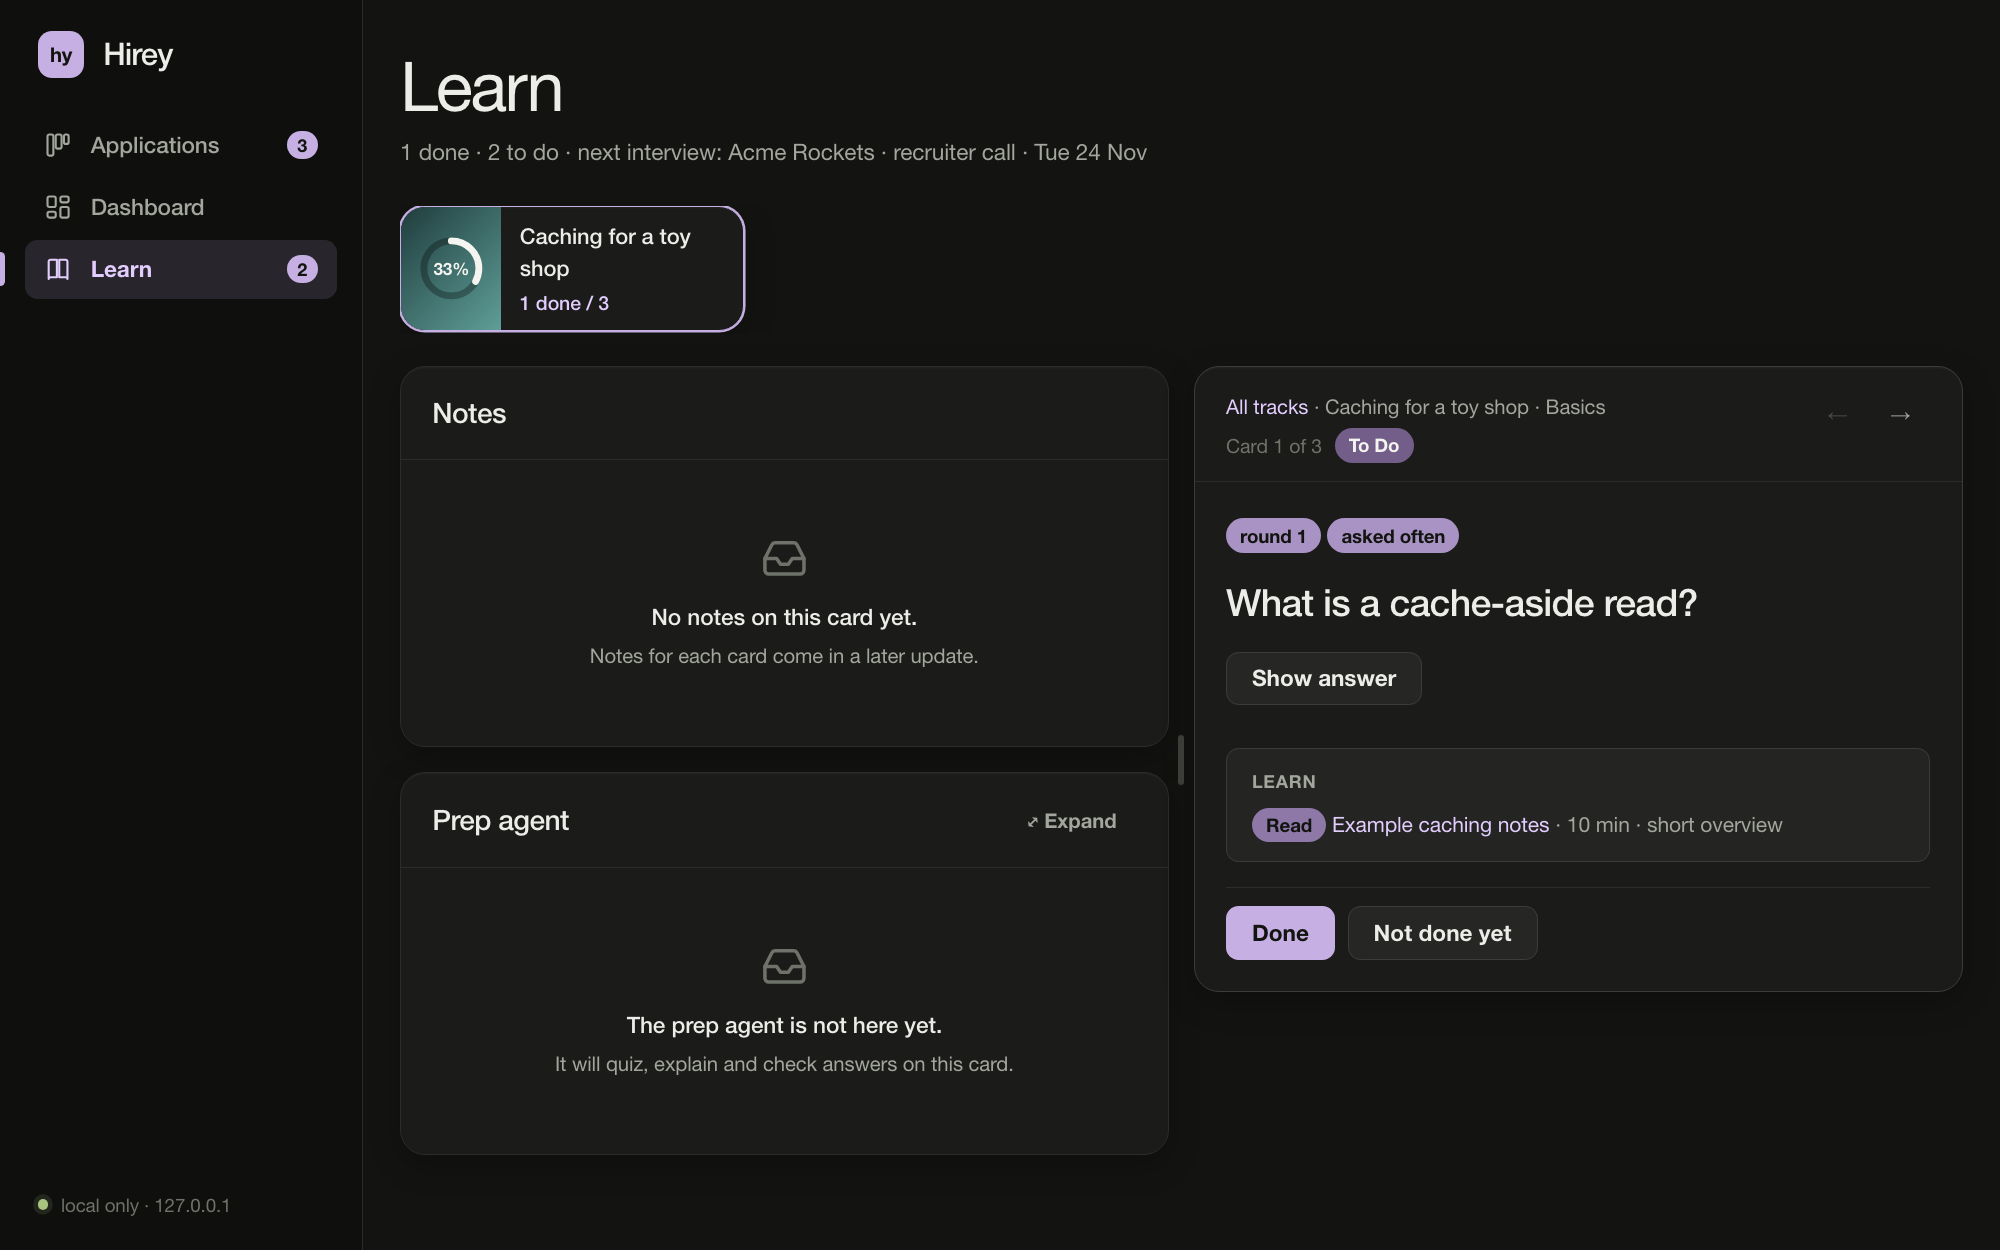 hy Hirey
Applications 3
Dashboard
Learn 2
local only · 127.0.0.1
Learn
1 done · 2 to do · next interview: Acme Rockets · recruiter call · Tue 24 Nov
33%
Caching for a toy
shop
1 done / 3
Notes
No notes on this card yet.
Notes for each card come in a later update.
Prep agent
Expand
The prep agent is not here yet.
It will quiz, explain and check answers on this card.
All tracks · Caching for a toy shop · Basics
← →
Card 1 of 3 To Do
round 1 asked often
What is a cache-aside read?
Show answer
LEARN
Read Example caching notes · 10 min · short overview
Done Not done yet